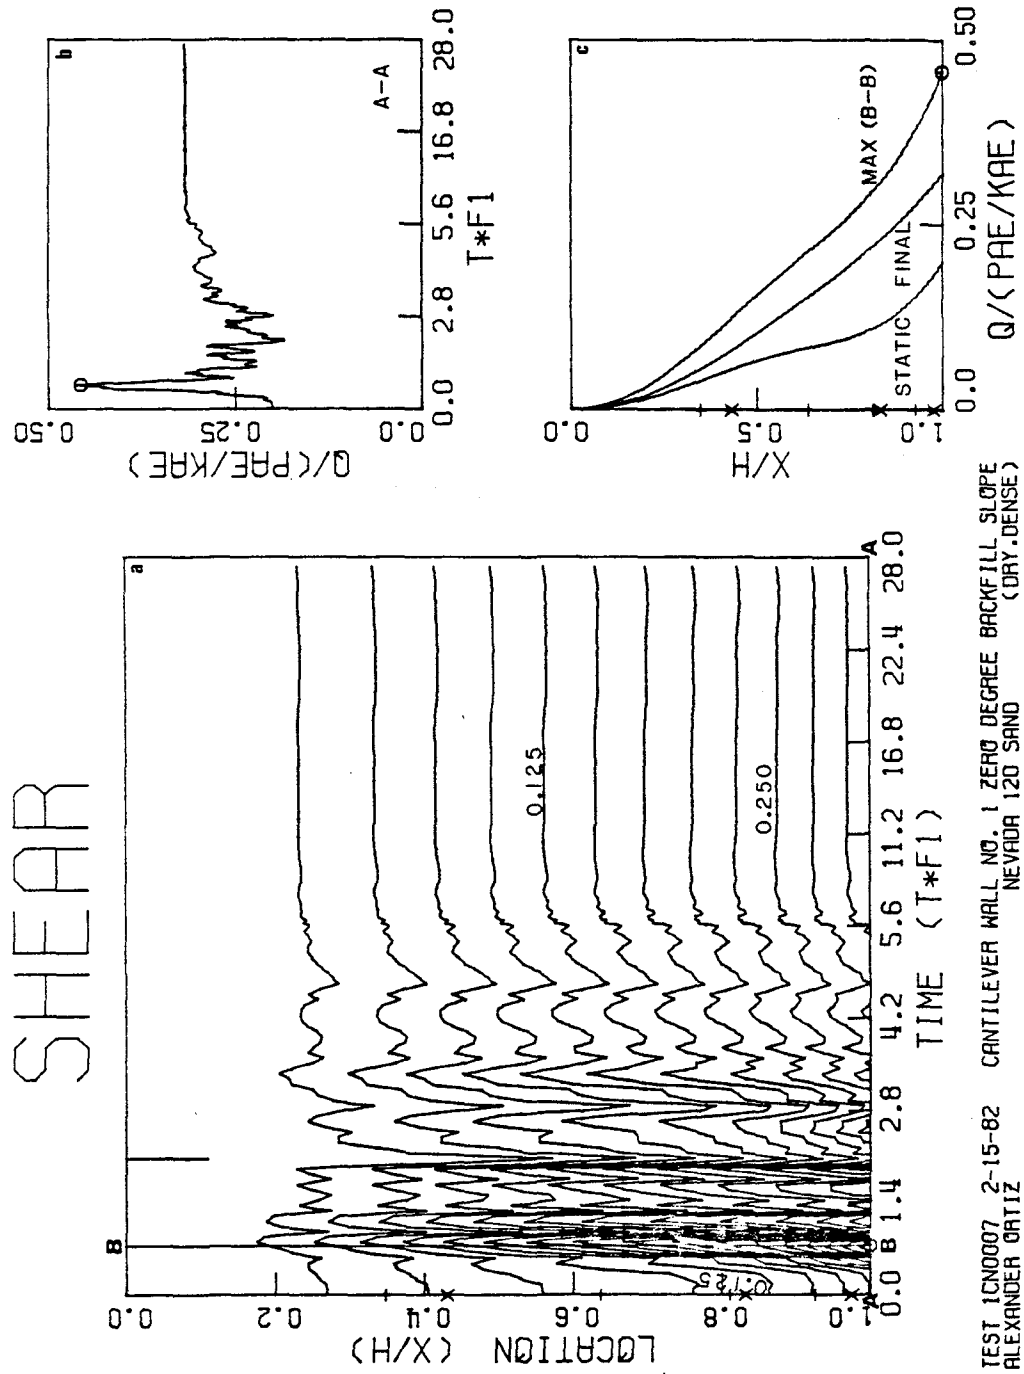 SHEAR
a
B
0.0
0.2
0.4
0.6
0.8
1.0
LOCATION (X/H)
0.125
0.250
0.125
A
A
B
0.0
1.4
2.8
4.2
5.6
11.2
16.8
22.4
28.0
TIME (T*F1)
b
0.50
0.25
0.0
Q/(PAE/KAE)
A-A
0.0
2.8
5.6
16.8
28.0
T*F1
c
0.5
1.0
X/H
STATIC
FINAL
MAX (B-B)
0.0
0.25
0.50
Q/(PAE/KAE)
TEST 1CN0007 2-15-82 CANTILEVER WALL NO. 1 ZERO DEGREE BACKFILL SLOPE
ALEXANDER ORTIZ NEVADA 120 SAND (DRY.DENSE)